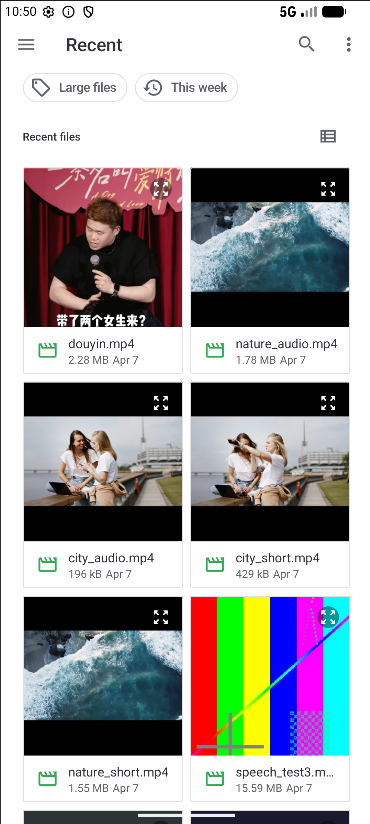 10:50
5G
Recent
Large files
This week
Recent files
带了两个女生来?
douyin.mp4
2.28 MB Apr 7
nature_audio.mp4
1.78 MB Apr 7
city_audio.mp4
196 kB Apr 7
city_short.mp4
429 kB Apr 7
nature_short.mp4
1.55 MB Apr 7
speech_test3.m...
15.59 MB Apr 7